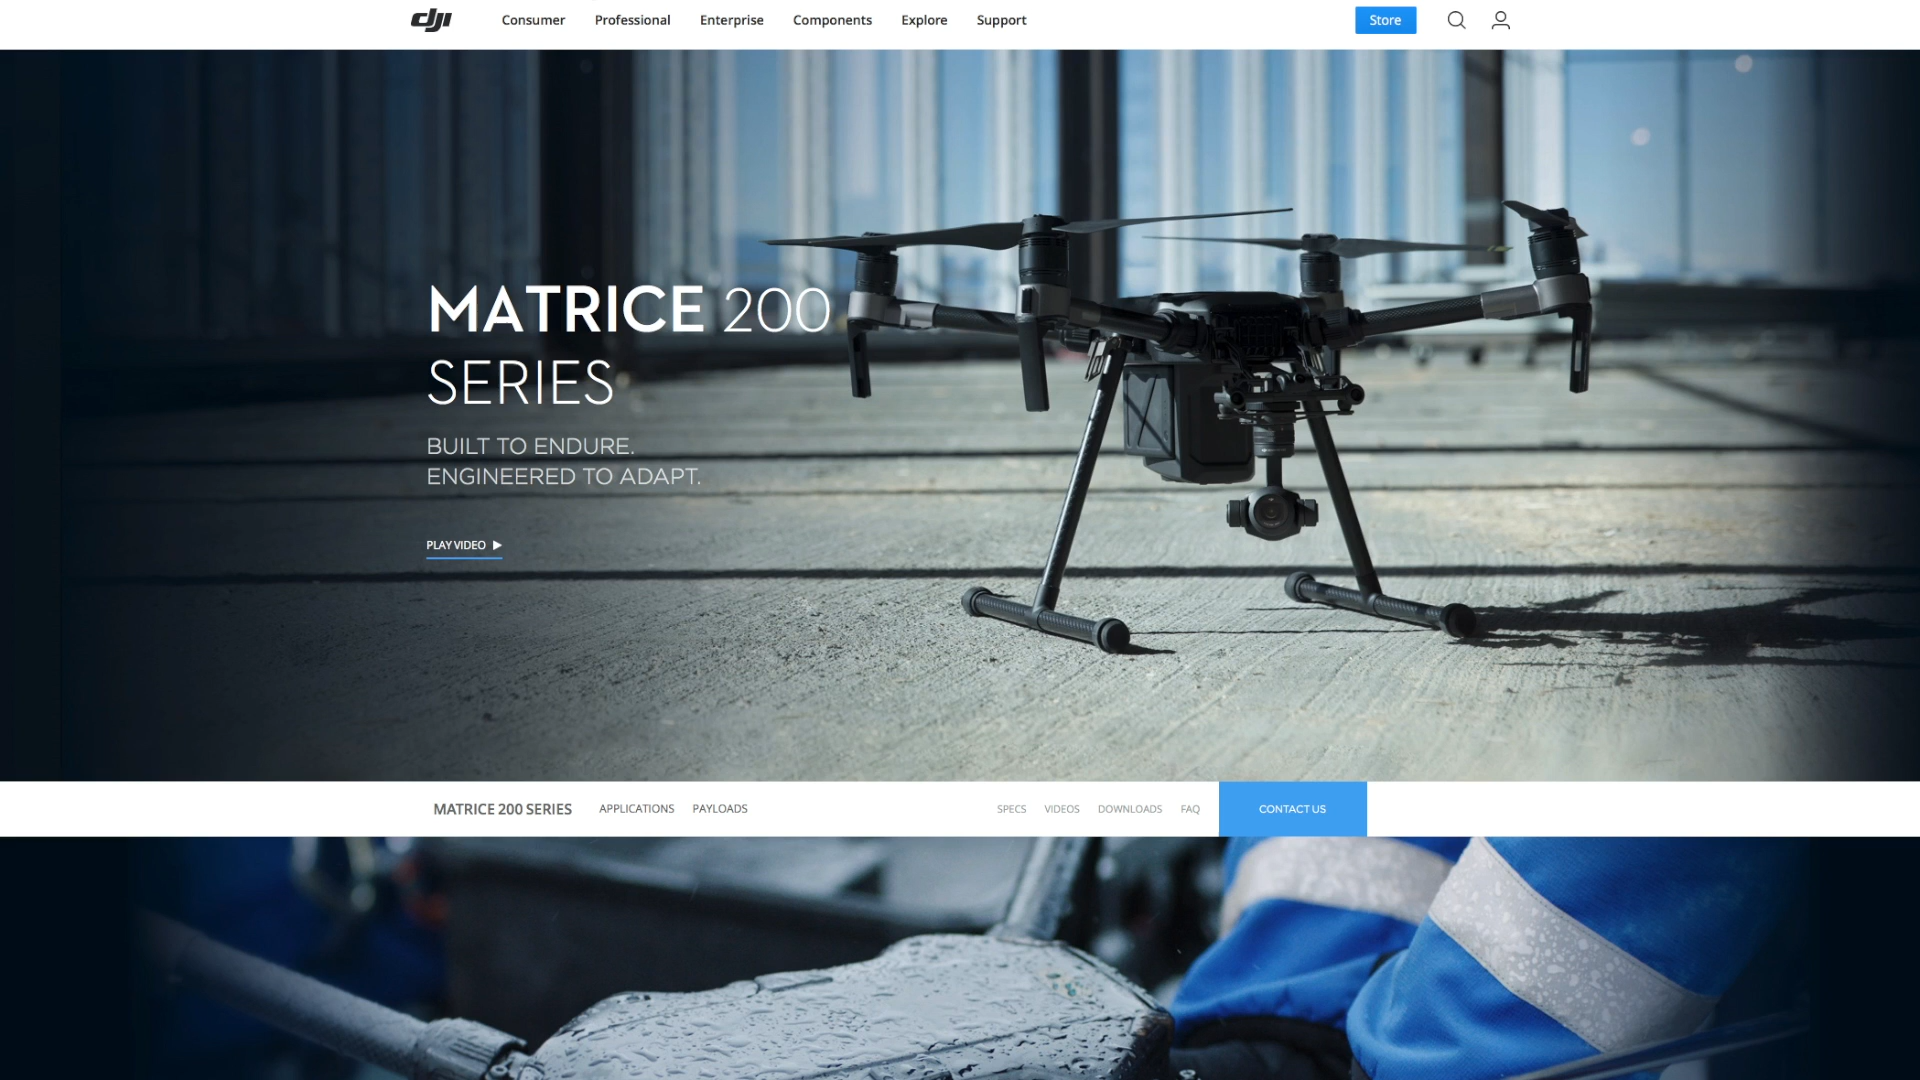 dji
Consumer Professional Enterprise Components Explore Support Store
MATRICE 200
SERIES
BUILT TO ENDURE.
ENGINEERED TO ADAPT.
PLAY VIDEO
MATRICE 200 SERIES APPLICATIONS PAYLOADS SPECS VIDEOS DOWNLOADS FAQ CONTACT US